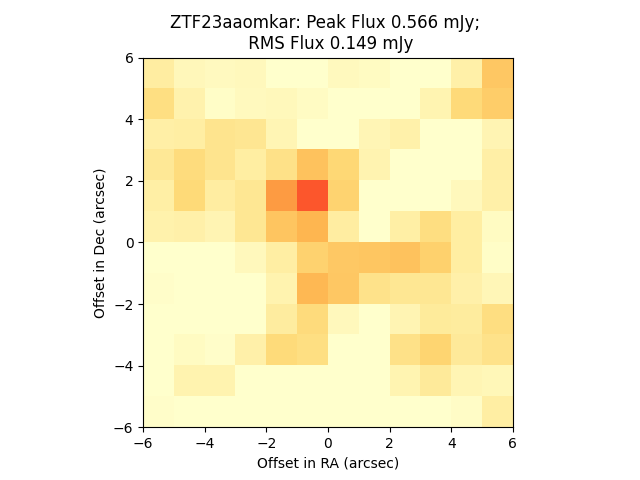 ZTF23aaomkar: Peak Flux 0.566 mJy;
RMS Flux 0.149 mJy
6
4
2
0
−2
−4
−6
Offset in Dec (arcsec)
−6 −4 −2 0 2 4 6
Offset in RA (arcsec)